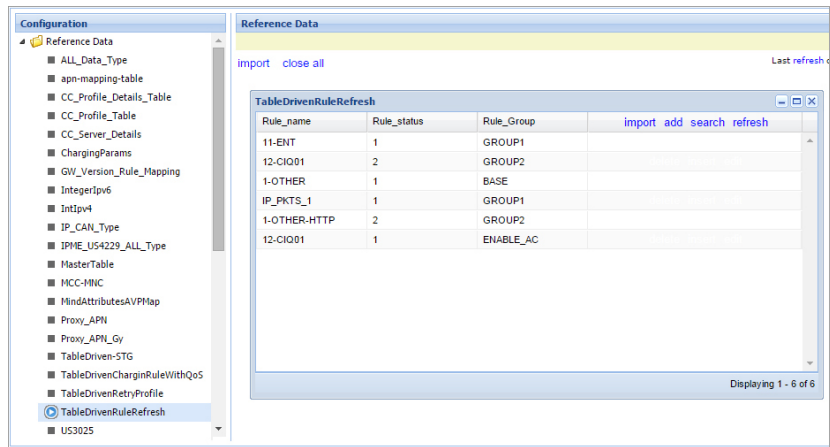 Configuration
Reference Data
ALL_Data_Type
apn-mapping-table
CC_Profile_Details_Table
CC_Profile_Table
CC_Server_Details
ChargingParams
GW_Version_Rule_Mapping
IntegerIpv6
IntIpv4
IP_CAN_Type
IPME_US4229_ALL_Type
MasterTable
MCC-MNC
MindAttributesAVPMap
Proxy_APN
Proxy_APN_Gy
TableDriven-STG
TableDrivenCharginRuleWithQoS
TableDrivenRetryProfile
TableDrivenRuleRefresh
US3025
Reference Data
import close all Last refresh
TableDrivenRuleRefresh
Rule_name Rule_status Rule_Group import add search refresh
11-ENT 1 GROUP1
12-CIQ01 2 GROUP2
1-OTHER 1 BASE
IP_PKTS_1 1 GROUP1
1-OTHER-HTTP 2 GROUP2
12-CIQ01 1 ENABLE_AC
Displaying 1 - 6 of 6